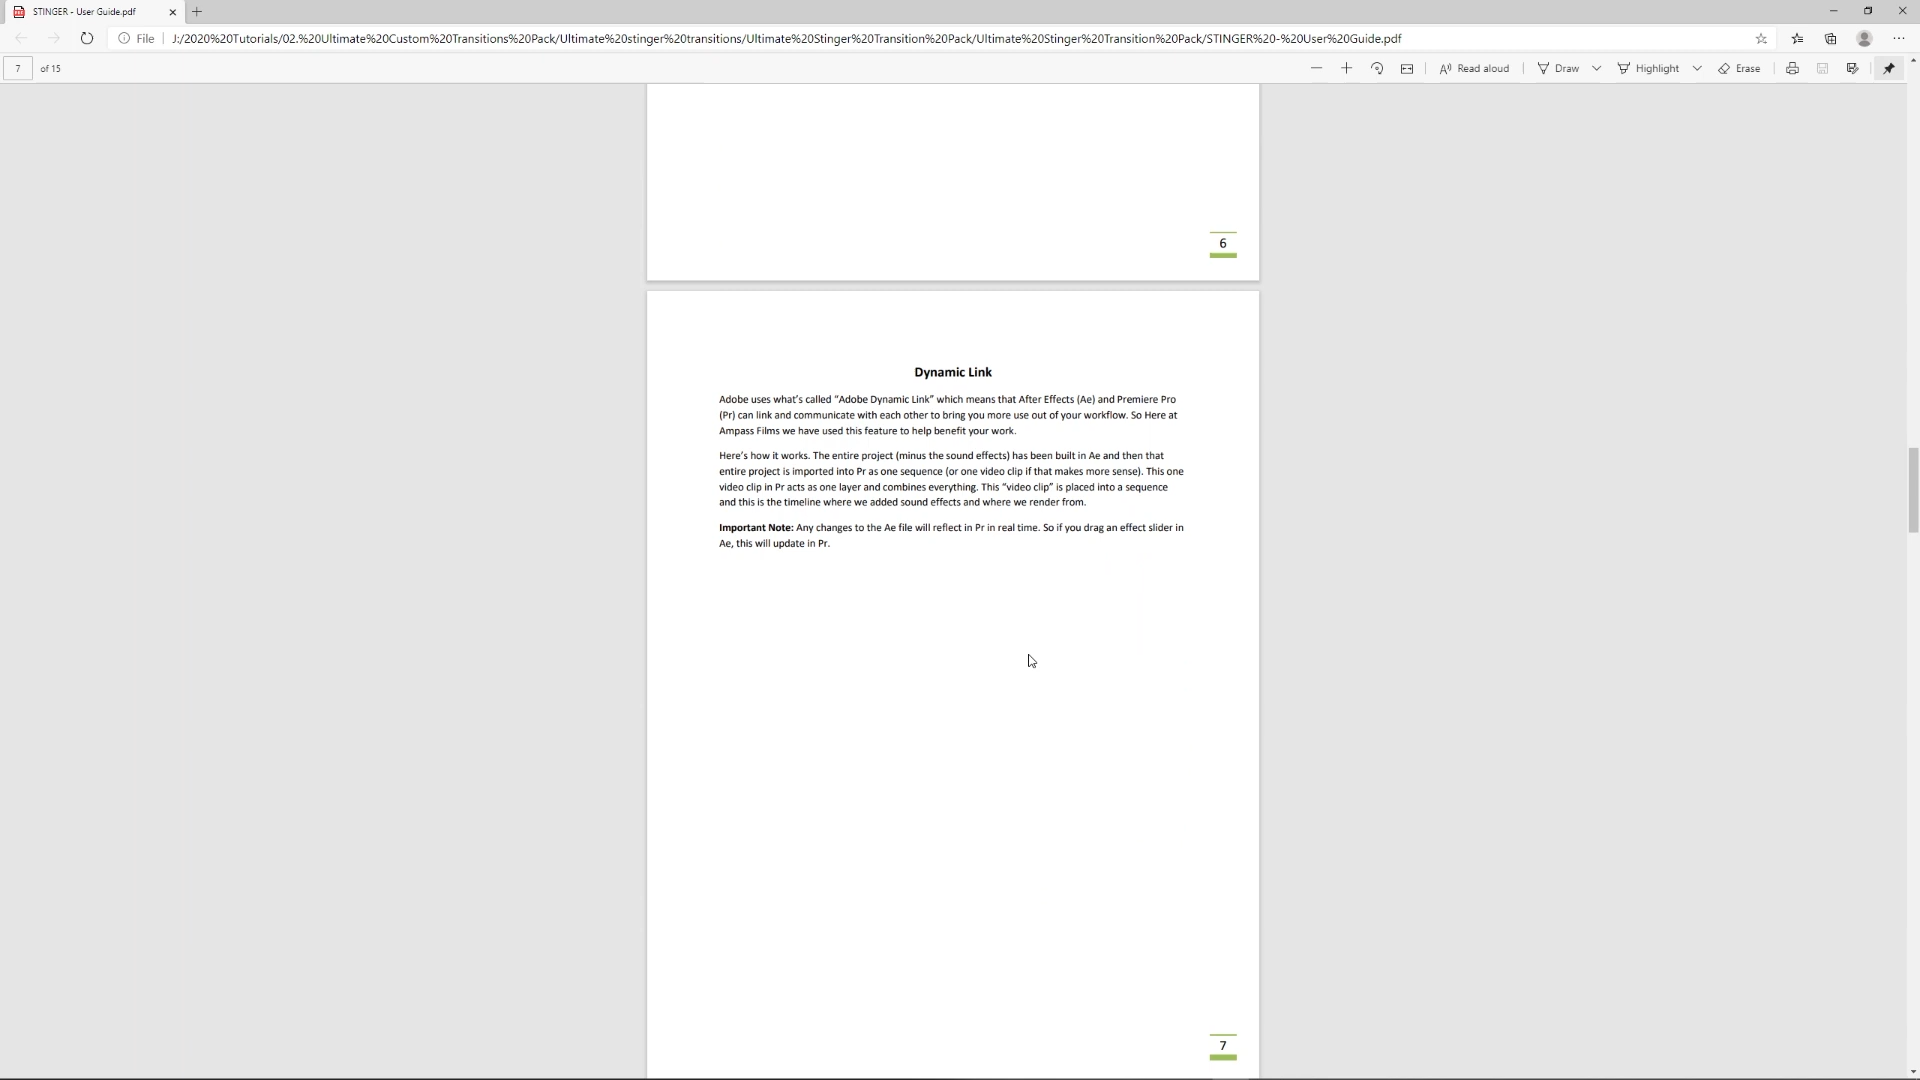 STINGER - User Guide.pdf
File
J:/2020%20Tutorials/02.%20Ultimate%20Custom%20Transitions%20Pack/Ultimate%20stinger%20transitions/Ultimate%20Stinger%20Transition%20Pack/Ultimate%20Stinger%20Transition%20Pack/STINGER%20-%20User%20Guide.pdf
7 of 15
Read aloud
Draw
Highlight
Erase
6
Dynamic Link
Adobe uses what's called “Adobe Dynamic Link” which means that After Effects (Ae) and Premiere Pro
(Pr) can link and communicate with each other to bring you more use out of your workflow. So Here at
Ampass Films we have used this feature to help benefit your work.
Here's how it works. The entire project (minus the sound effects) has been built in Ae and then that
entire project is imported into Pr as one sequence (or one video clip if that makes more sense). This one
video clip in Pr acts as one layer and combines everything. This “video clip” is placed into a sequence
and this is the timeline where we added sound effects and where we render from.
Important Note: Any changes to the Ae file will reflect in Pr in real time. So if you drag an effect slider in
Ae, this will update in Pr.
7